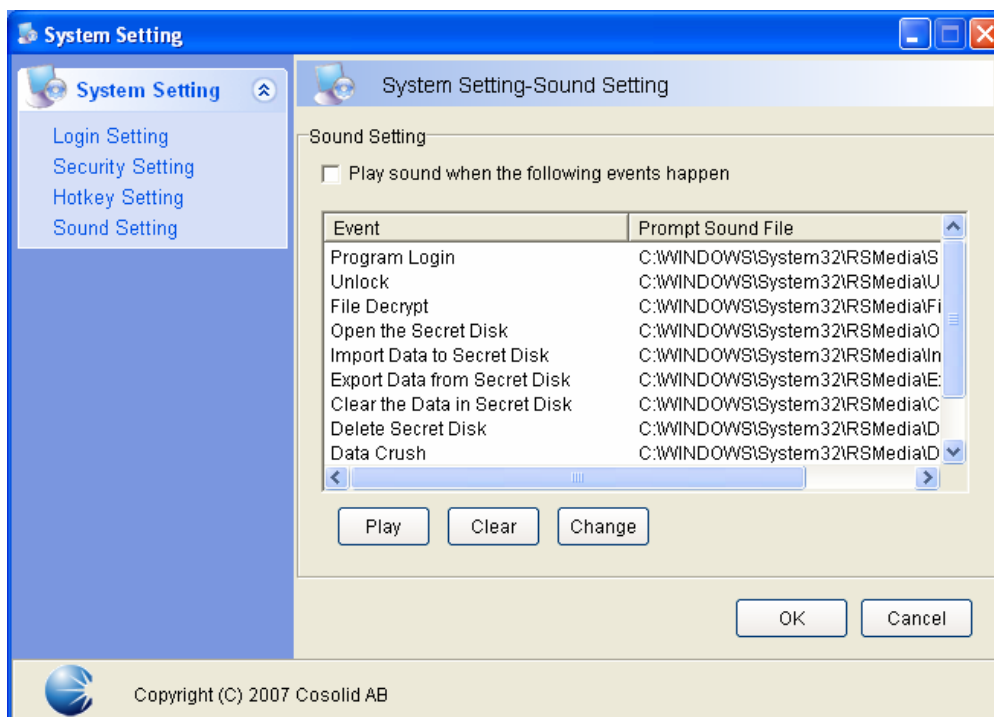 System Setting
System Setting
Login Setting
Security Setting
Hotkey Setting
Sound Setting
System Setting-Sound Setting
Sound Setting
Play sound when the following events happen
Event Prompt Sound File
Program Login C:\WINDOWS\System32\RSMedia\S
Unlock C:\WINDOWS\System32\RSMedia\U
File Decrypt C:\WINDOWS\System32\RSMedia\Fi
Open the Secret Disk C:\WINDOWS\System32\RSMedia\O
Import Data to Secret Disk C:\WINDOWS\System32\RSMedia\In
Export Data from Secret Disk C:\WINDOWS\System32\RSMedia\E
Clear the Data in Secret Disk C:\WINDOWS\System32\RSMedia\C
Delete Secret Disk C:\WINDOWS\System32\RSMedia\D
Data Crush C:\WINDOWS\System32\RSMedia\D
Play Clear Change
OK Cancel
Copyright (C) 2007 Cosolid AB